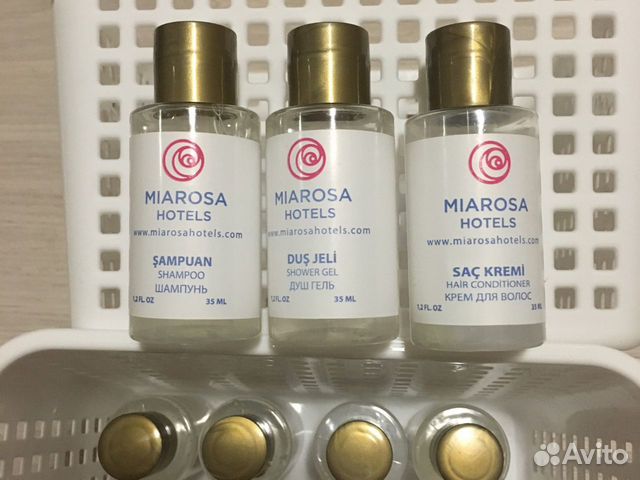 MIAROSA
HOTELS
www.miarosahotels.com
ŞAMPUAN
SHAMPOO
ШАМПУНЬ
1,2 FL. OZ 35 ML
MIAROSA
HOTELS
www.miarosahotels.com
DUŞ JELİ
SHOWER GEL
ДУШ ГЕЛЬ
1,2 FL. OZ 35 ML
MIAROSA
HOTELS
www.miarosahotels.com
SAÇ KREMİ
HAIR CONDITIONER
КРЕМ ДЛЯ ВОЛОС
1,2 FL. OZ 35 ML
Avito